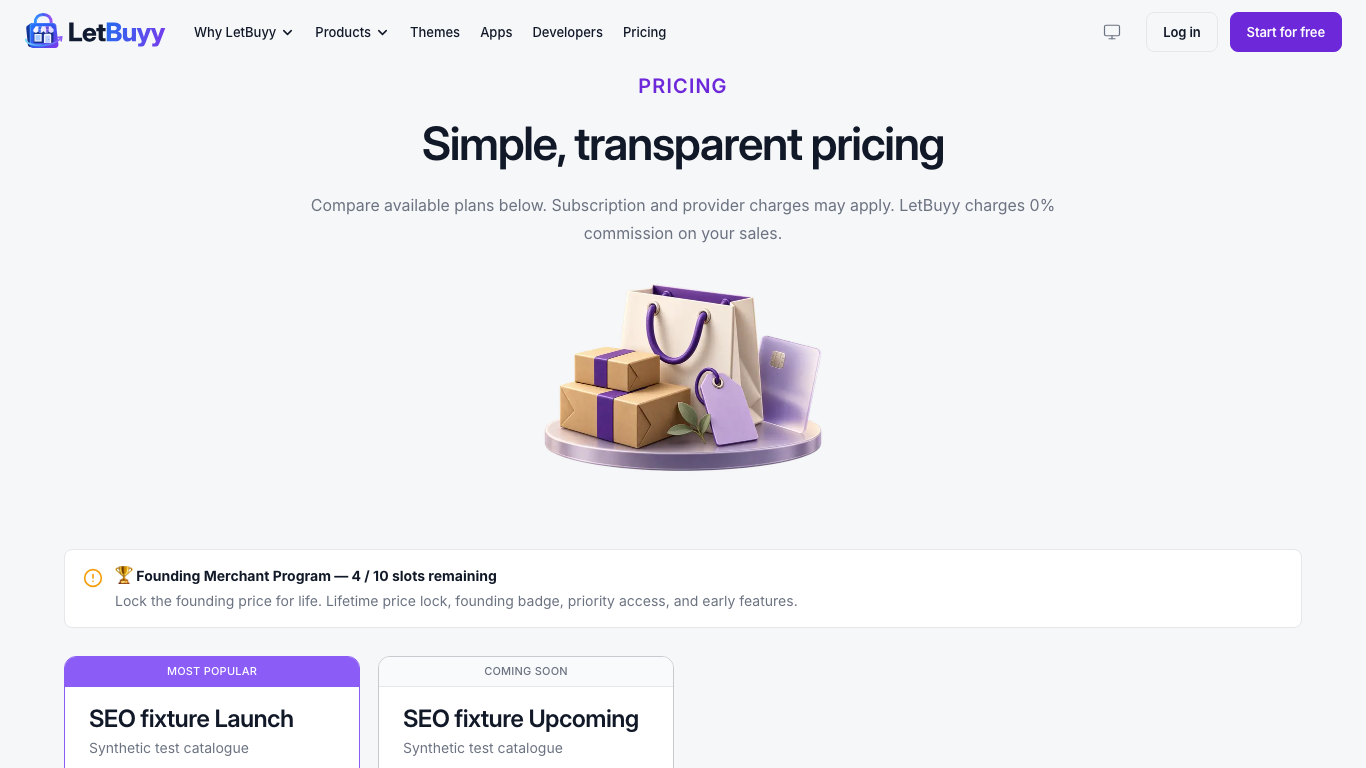 LetBuyy
Why LetBuyy
Products
Themes
Apps
Developers
Pricing
Log in
Start for free
PRICING
Simple, transparent pricing
Compare available plans below. Subscription and provider charges may apply. LetBuyy charges 0%
commission on your sales.
🏆 Founding Merchant Program — 4 / 10 slots remaining
Lock the founding price for life. Lifetime price lock, founding badge, priority access, and early features.
MOST POPULAR
SEO fixture Launch
Synthetic test catalogue
COMING SOON
SEO fixture Upcoming
Synthetic test catalogue